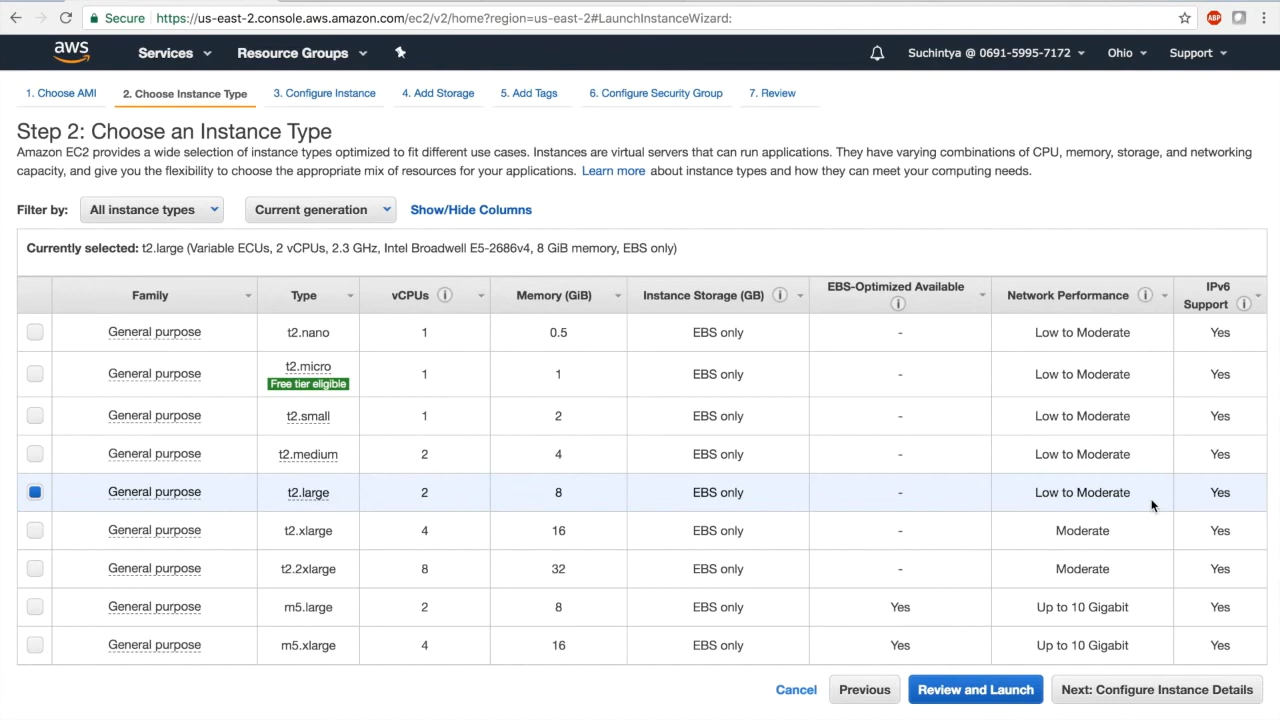 Secure https://us-east-2.console.aws.amazon.com/ec2/v2/home?region=us-east-2#LaunchInstanceWizard: ABP
aws Services Resource Groups Suchintya @ 0691-5995-7172 Ohio Support
1. Choose AMI 2. Choose Instance Type 3. Configure Instance 4. Add Storage 5. Add Tags 6. Configure Security Group 7. Review
Step 2: Choose an Instance Type
Amazon EC2 provides a wide selection of instance types optimized to fit different use cases. Instances are virtual servers that can run applications. They have varying combinations of CPU, memory, storage, and networking
capacity, and give you the flexibility to choose the appropriate mix of resources for your applications. Learn more about instance types and how they can meet your computing needs.
Filter by: All instance types Current generation Show/Hide Columns
Currently selected: t2.large (Variable ECUs, 2 vCPUs, 2.3 GHz, Intel Broadwell E5-2686v4, 8 GiB memory, EBS only)
Family Type vCPUs i Memory (GiB) Instance Storage (GB) i EBS-Optimized Available i Network Performance i IPv6 Support i
General purpose t2.nano 1 0.5 EBS only - Low to Moderate Yes
General purpose t2.micro Free tier eligible 1 1 EBS only - Low to Moderate Yes
General purpose t2.small 1 2 EBS only - Low to Moderate Yes
General purpose t2.medium 2 4 EBS only - Low to Moderate Yes
General purpose t2.large 2 8 EBS only - Low to Moderate Yes
General purpose t2.xlarge 4 16 EBS only - Moderate Yes
General purpose t2.2xlarge 8 32 EBS only - Moderate Yes
General purpose m5.large 2 8 EBS only Yes Up to 10 Gigabit Yes
General purpose m5.xlarge 4 16 EBS only Yes Up to 10 Gigabit Yes
Cancel Previous Review and Launch Next: Configure Instance Details